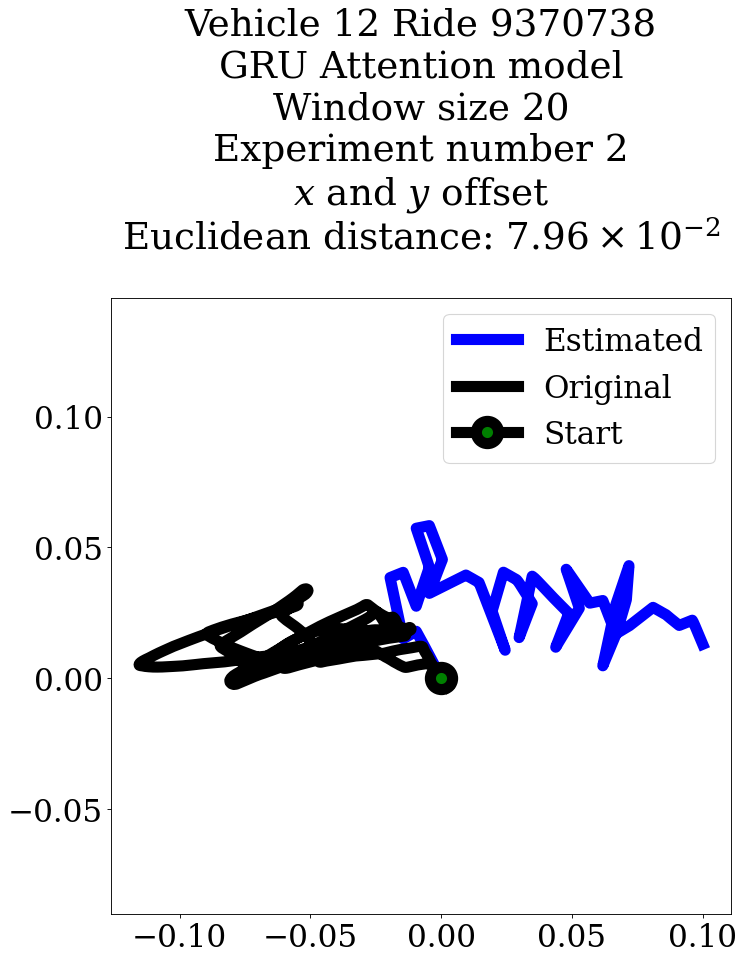 Vehicle 12 Ride 9370738
GRU Attention model
Window size 20
Experiment number 2
x and y offset
Euclidean distance: 7.96 × 10⁻²
Estimated
Original
Start
0.10
0.05
0.00
−0.05
−0.10 −0.05 0.00 0.05 0.10